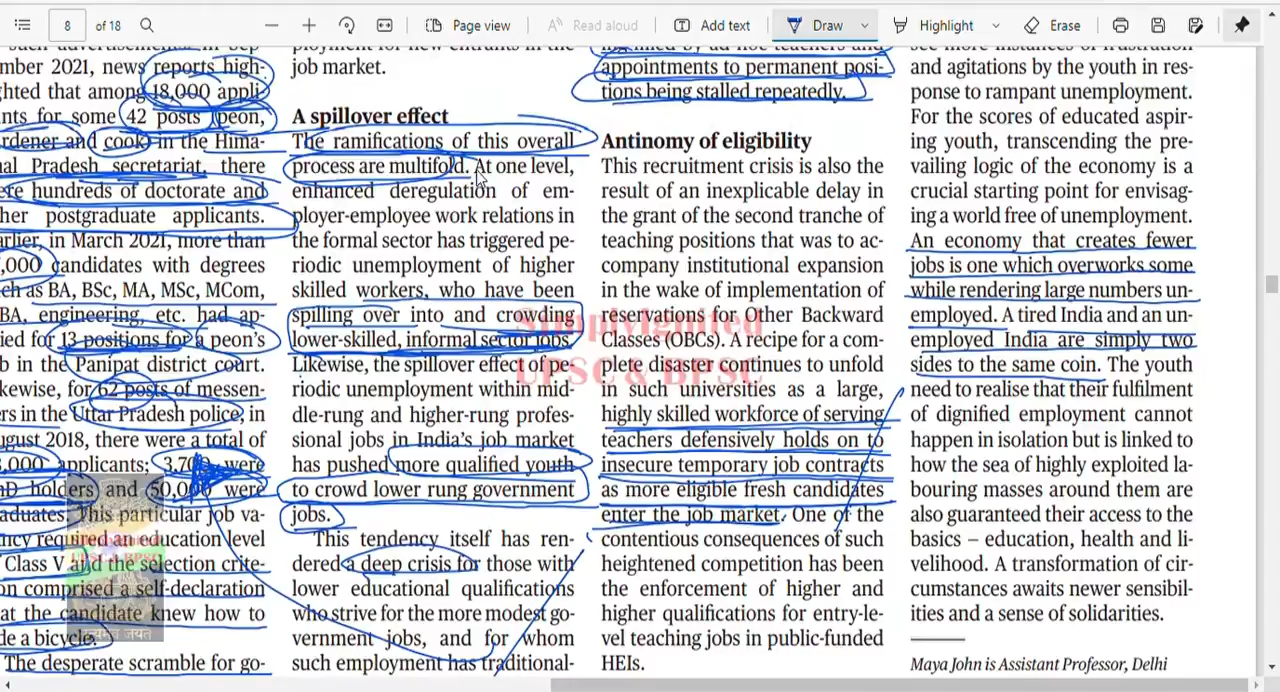 8 of 18 Page view Read aloud Add text Draw Highlight Erase
mber 2021, news reports high-
ghted that among 18,000 appli
nts for some 42 posts (peon,
rdener and cook) in the Hima-
al Pradesh secretariat, there
ere hundreds of doctorate and
her postgraduate applicants.
arlier, in March 2021, more than
,000 candidates with degrees
ch as BA, BSc, MA, MSc, MCom,
BA, engineering, etc. had ap-
ied for 13 positions for a peon's
b in the Panipat district court.
kewise, for 62 posts of messen-
ers in the Uttar Pradesh police, in
ugust 2018, there were a total of
,000 applicants; 3,700 were
hD holders and 50,000 were
aduates. This particular job va-
ncy required an education level
Class V and the selection crite-
on comprised a self-declaration
at the candidate knew how to
de a bicycle.
The desperate scramble for go-
ployment for new entrants in the
job market.
A spillover effect
The ramifications of this overall
process are multifold. At one level,
enhanced deregulation of em-
ployer-employee work relations in
the formal sector has triggered pe-
riodic unemployment of higher
skilled workers, who have been
spilling over into and crowding
lower-skilled, informal sector jobs.
Likewise, the spillover effect of pe-
riodic unemployment within mid-
dle-rung and higher-rung profes-
sional jobs in India's job market
has pushed more qualified youth
to crowd lower rung government
jobs.
This tendency itself has ren-
dered a deep crisis for those with
lower educational qualifications
who strive for the more modest go-
vernment jobs, and for whom
such employment has traditional-
ing filled by ad hoc teachers and
appointments to permanent posi-
tions being stalled repeatedly.
Antinomy of eligibility
This recruitment crisis is also the
result of an inexplicable delay in
the grant of the second tranche of
teaching positions that was to ac-
company institutional expansion
in the wake of implementation of
reservations for Other Backward
Classes (OBCs). A recipe for a com-
plete disaster continues to unfold
in such universities as a large,
highly skilled workforce of serving
teachers defensively holds on to
insecure temporary job contracts
as more eligible fresh candidates
enter the job market. One of the
contentious consequences of such
heightened competition has been
the enforcement of higher and
higher qualifications for entry-le-
vel teaching jobs in public-funded
HEIs.
see more instances of frustration
and agitations by the youth in res-
ponse to rampant unemployment.
For the scores of educated aspir-
ing youth, transcending the pre-
vailing logic of the economy is a
crucial starting point for envisag-
ing a world free of unemployment.
An economy that creates fewer
jobs is one which overworks some
while rendering large numbers un-
employed. A tired India and an un-
employed India are simply two
sides to the same coin. The youth
need to realise that their fulfilment
of dignified employment cannot
happen in isolation but is linked to
how the sea of highly exploited la-
bouring masses around them are
also guaranteed their access to the
basics – education, health and li-
velihood. A transformation of cir-
cumstances awaits newer sensibil-
ities and a sense of solidarities.
Maya John is Assistant Professor, Delhi
SimplyIgnited
UPSC & BPSC
UPSC & BPSC